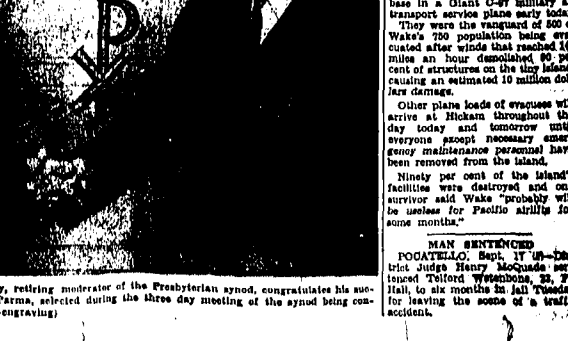 y, retiring moderator of the Presbyterian synod, congratulates his suc-
Parma, selected during the three day meeting of the synod being con-
-engraving)
base in a Giant C-97 military a
transport service plane early toda
They were the vanguard of 500 o
Wake's 750 population being eva
cuated after winds that reached
miles an hour demolished pe
cent of structures on the tiny island
causing an estimated 10 million dol
lars damage.
Other plane loads of evacuees wil
arrive at Hickam throughout th
day today and tomorrow unti
everyone except necessary emer
gency maintenance personnel hav
been removed from the island.
Ninety per cent of the island'
facilities were destroyed and on
survivor said Wake "probably wil
be useless for Pacific airlifts fo
some months."
MAN SENTENCED
POCATELLO, Sept. 17
trict Judge Henry McQuade sen
tenced Telford
Hall, to six months in jail Tuesda
for leaving the scene of a traff
accident.